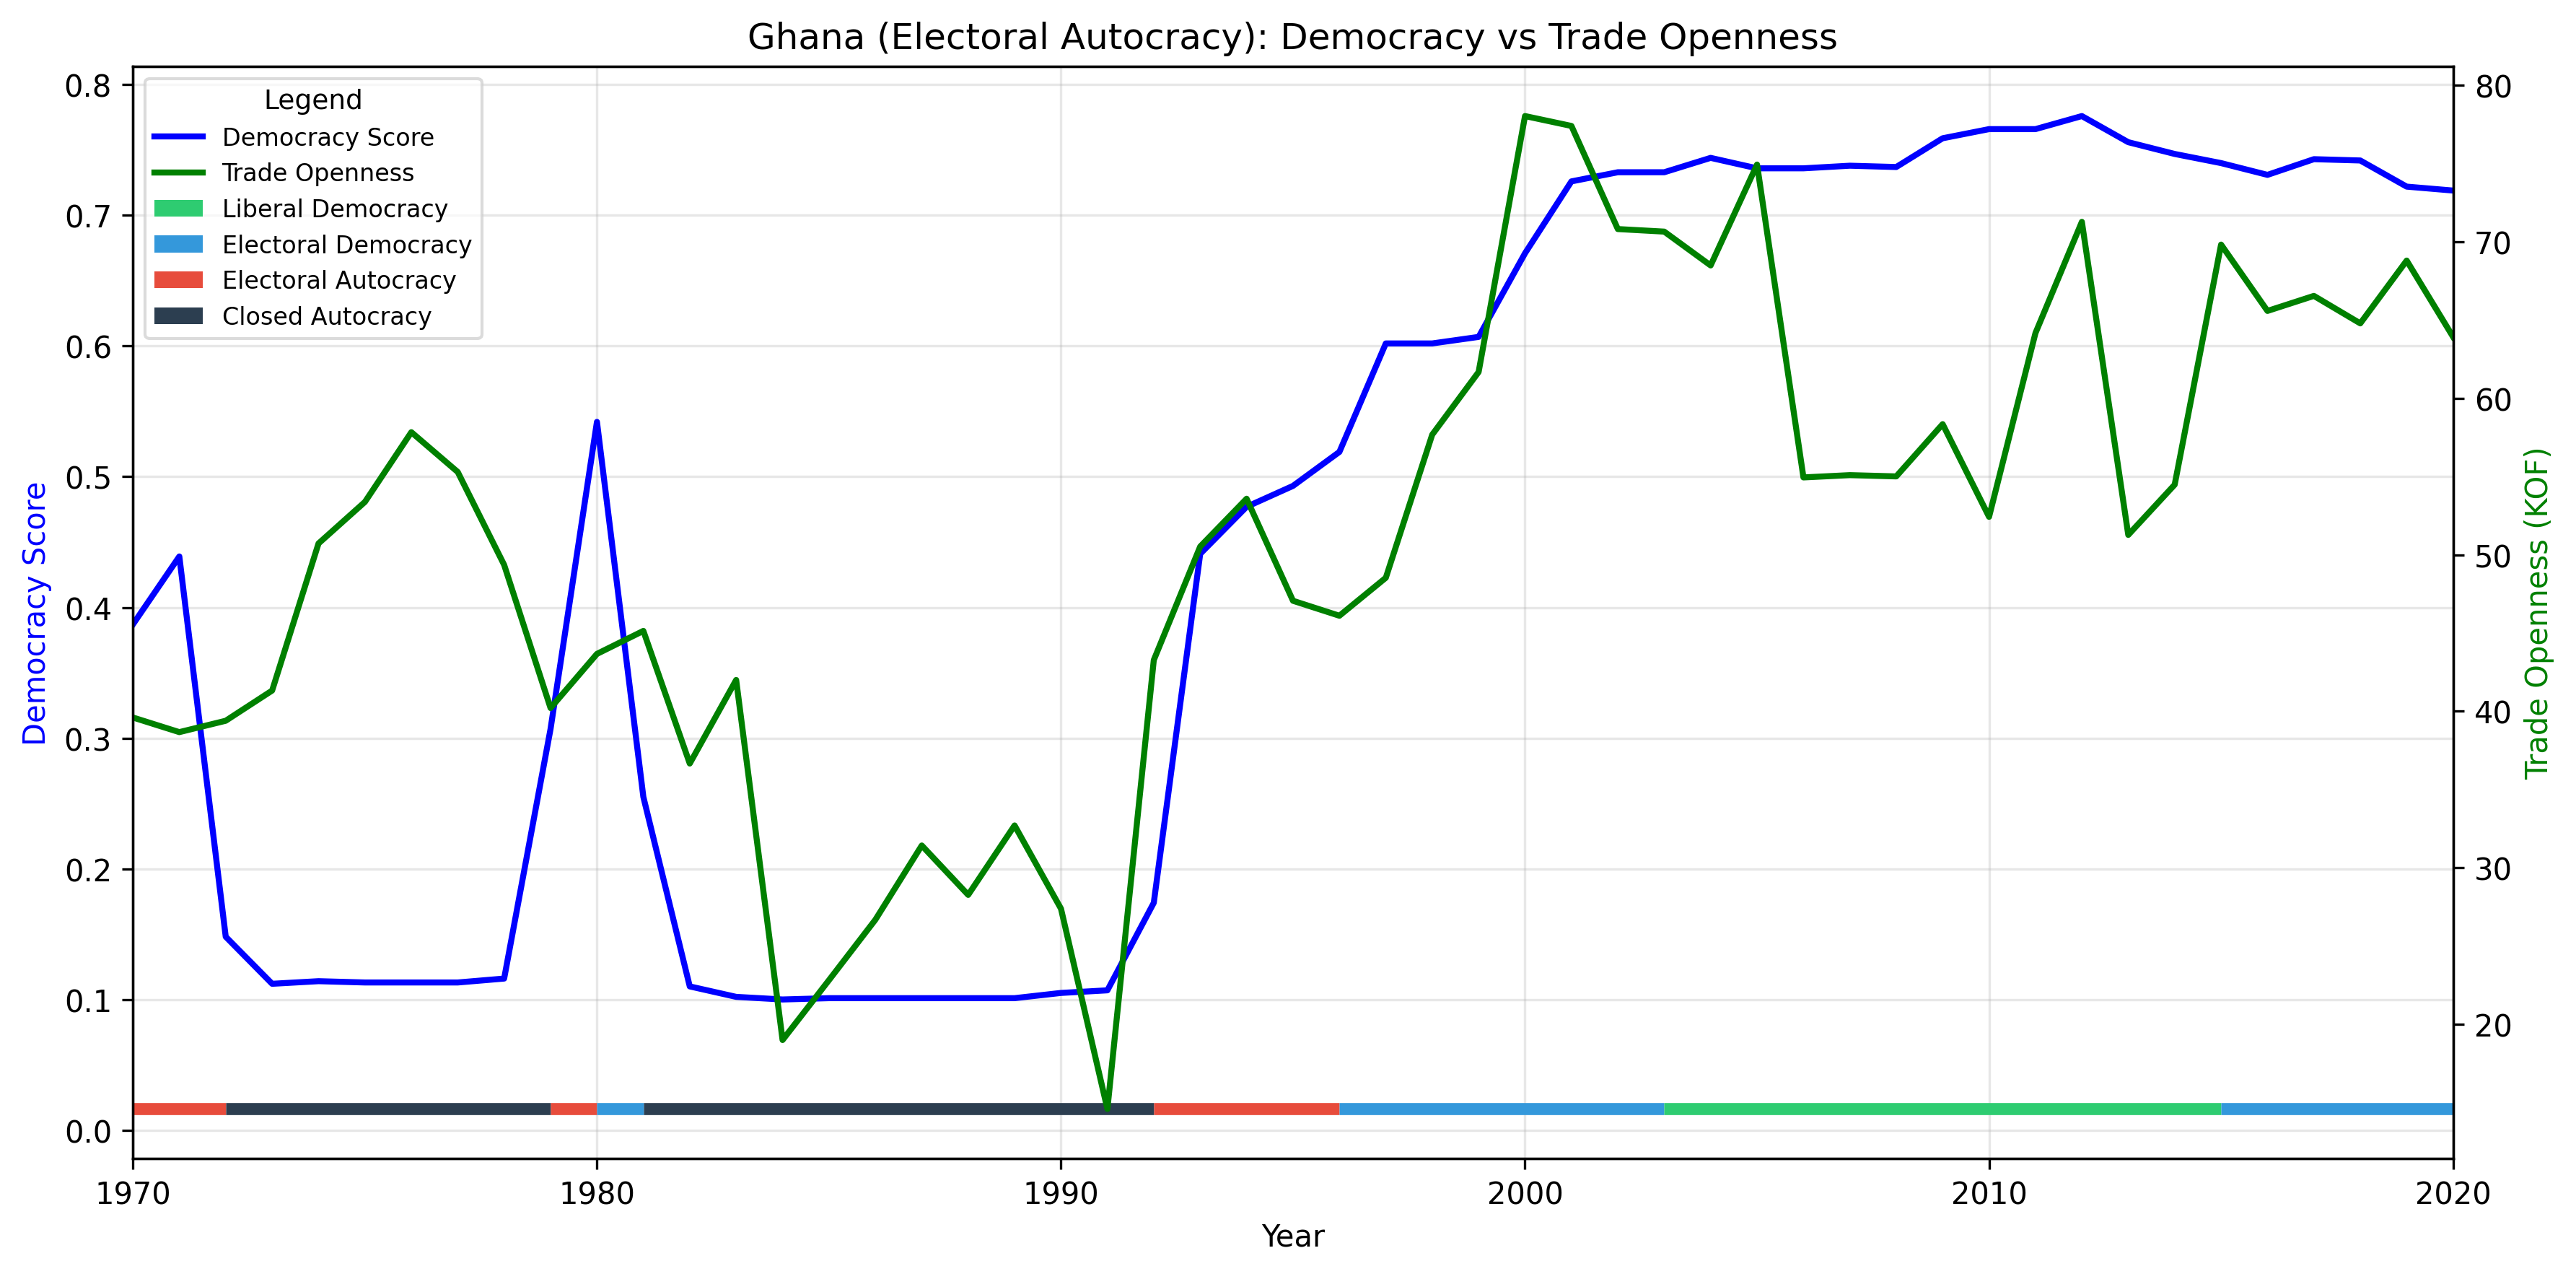 Ghana (Electoral Autocracy): Democracy vs Trade Openness
Legend
Democracy Score
Trade Openness
Liberal Democracy
Electoral Democracy
Electoral Autocracy
Closed Autocracy
0.8
0.7
0.6
0.5
0.4
0.3
0.2
0.1
0.0
Democracy Score
80
70
60
50
40
30
20
Trade Openness (KOF)
1970
1980
1990
2000
2010
2020
Year